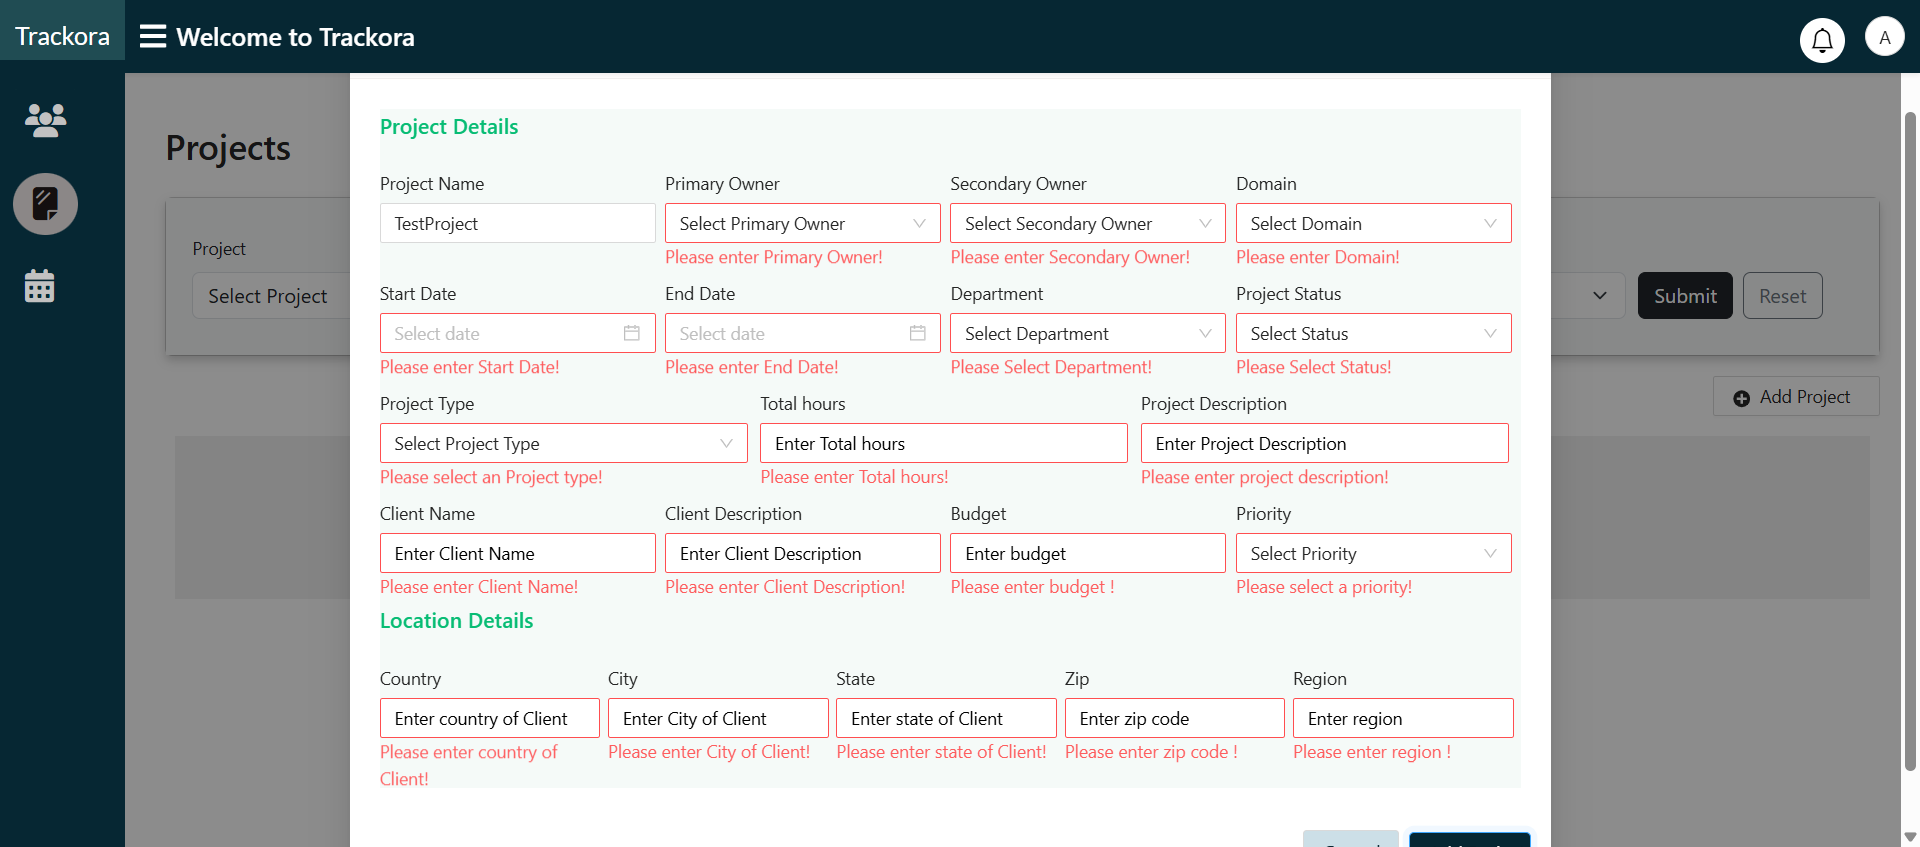 Trackora
Welcome to Trackora
A
Projects
Project
Select Project
Submit
Reset
Add Project
Project Details
Project Name
Primary Owner
Secondary Owner
Domain
TestProject
Select Primary Owner
Select Secondary Owner
Select Domain
Please enter Primary Owner!
Please enter Secondary Owner!
Please enter Domain!
Start Date
End Date
Department
Project Status
Select date
Select date
Select Department
Select Status
Please enter Start Date!
Please enter End Date!
Please Select Department!
Please Select Status!
Project Type
Total hours
Project Description
Select Project Type
Enter Total hours
Enter Project Description
Please select an Project type!
Please enter Total hours!
Please enter project description!
Client Name
Client Description
Budget
Priority
Enter Client Name
Enter Client Description
Enter budget
Select Priority
Please enter Client Name!
Please enter Client Description!
Please enter budget !
Please select a priority!
Location Details
Country
City
State
Zip
Region
Enter country of Client
Enter City of Client
Enter state of Client
Enter zip code
Enter region
Please enter country of
Client!
Please enter City of Client!
Please enter state of Client!
Please enter zip code !
Please enter region !